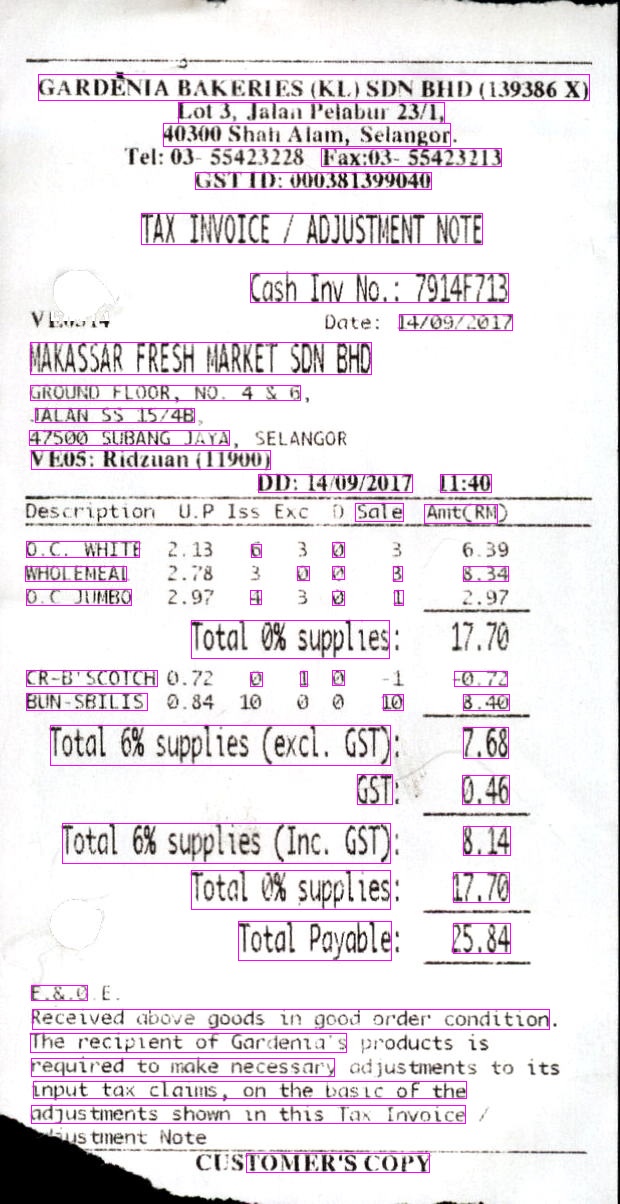 GARDENIA BAKERIES (KL) SDN BHD (139386 X)
Lot 3, Jalan Pelabur 23/1,
40300 Shah Alam, Selangor.
Tel: 03- 55423228 Fax:03- 55423213
GST ID: 000381399040
TAX INVOICE / ADJUSTMENT NOTE
Cash Inv No.: 7914F713
Date: 14/09/2017
MAKASSAR FRESH MARKET SDN BHD
GROUND FLOOR, NO. 4 & 6,
JALAN SS 15/4B,
47500 SUBANG JAYA, SELANGOR
VE05: Ridzuan (11900)
DD: 14/09/2017 11:40
Description U.P Iss Exc D Sale Amt(RM)
O.C. WHITE 2.13 6 3 0 3 6.39
WHOLEMEAL 2.78 3 0 0 3 8.34
O.C JUMBO 2.97 4 3 0 1 2.97
Total 0% supplies: 17.70
CR-B'SCOTCH 0.72 0 1 0 -1 -0.72
BUN-SBILIS 0.84 10 0 0 10 8.40
Total 6% supplies (excl. GST): 7.68
GST: 0.46
Total 6% supplies (Inc. GST): 8.14
Total 0% supplies: 17.70
Total Payable: 25.84
E.&.O.E.
Received above goods in good order condition.
The recipient of Gardenia's products is
required to make necessary adjustments to its
input tax claims, on the basic of the
adjustments shown in this Tax Invoice /
Note
CUSTOMER'S COPY